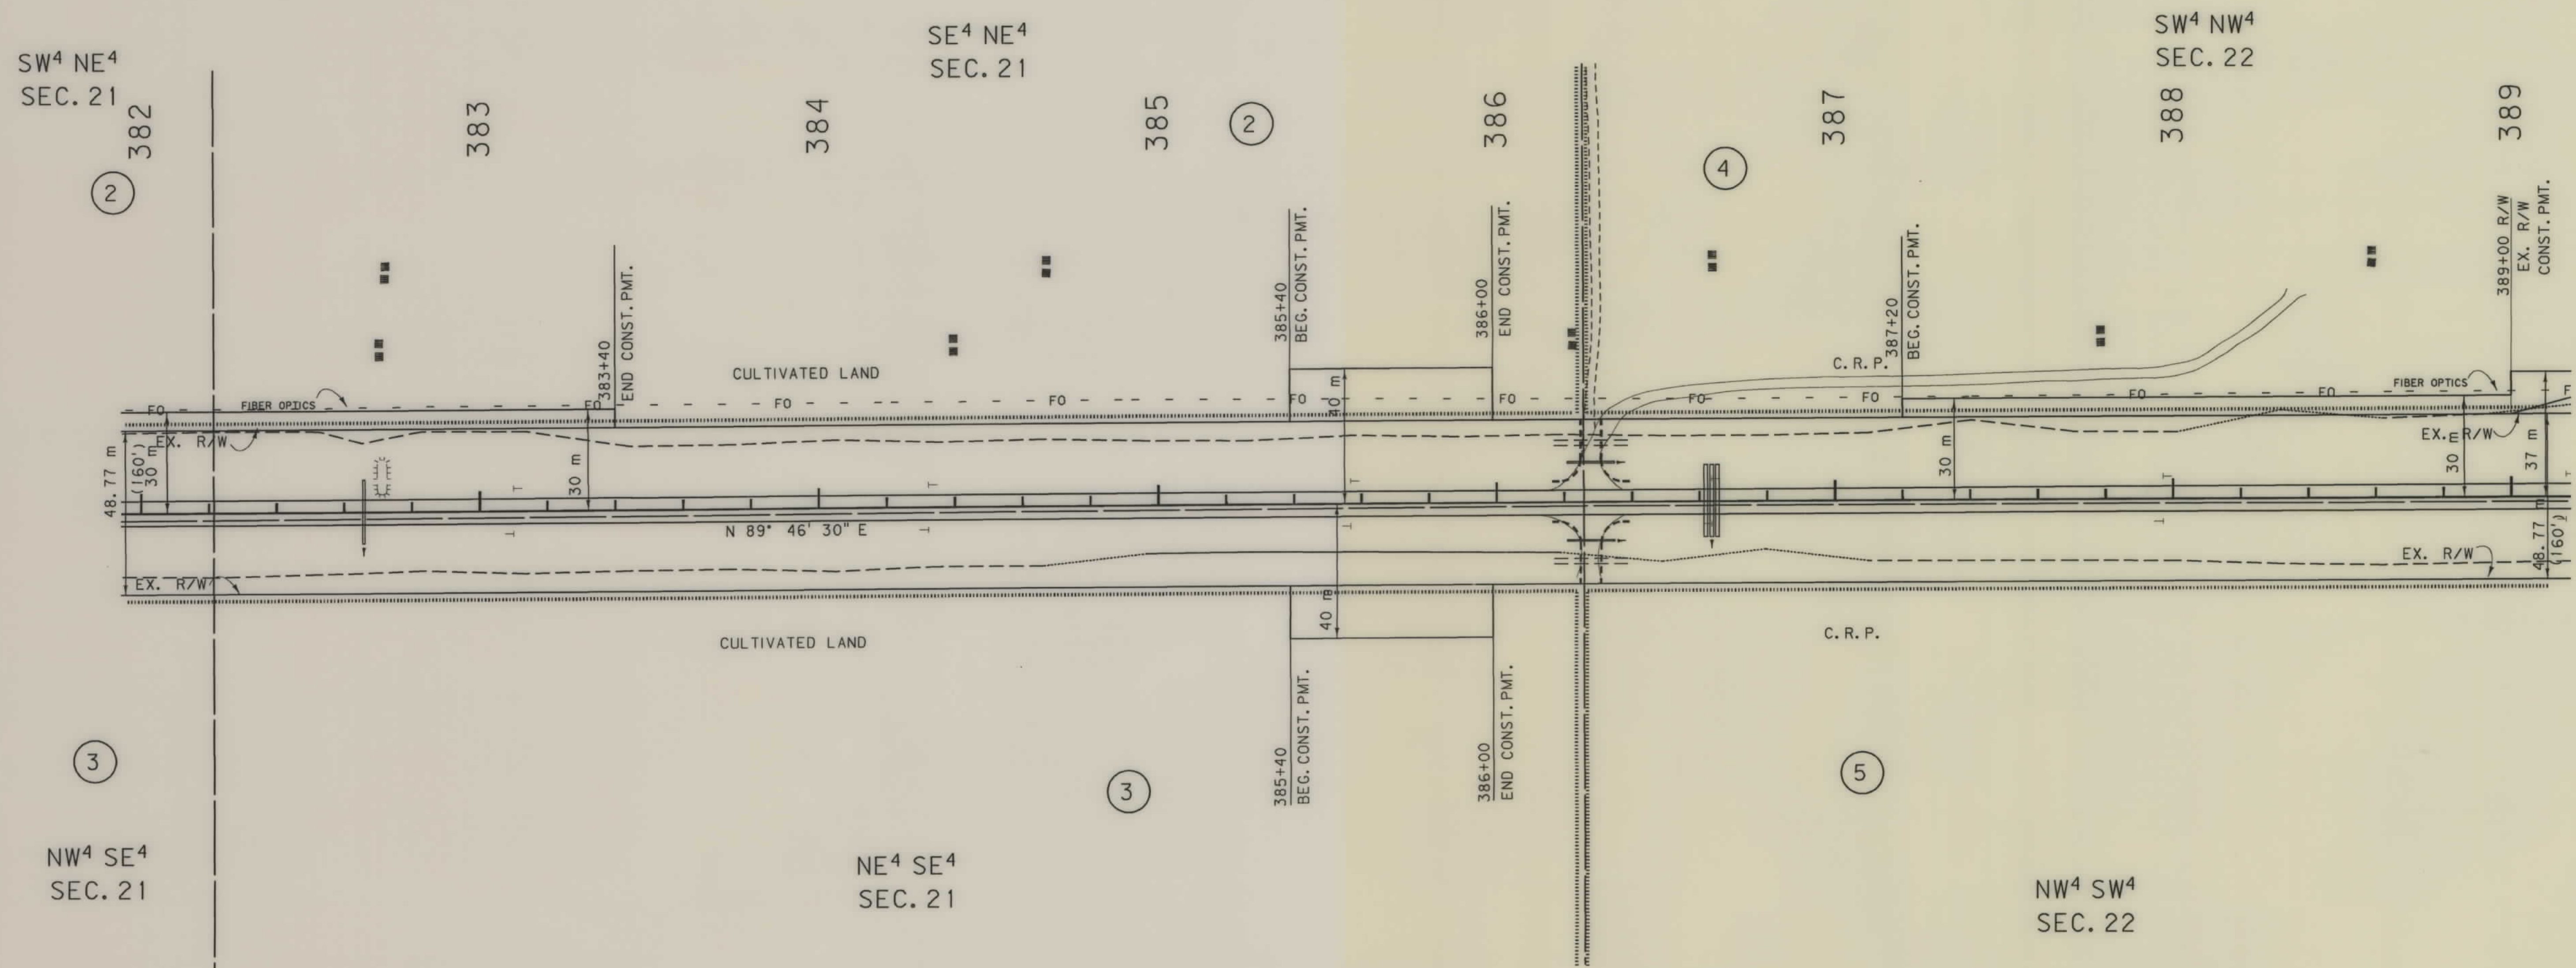 SW⁴ NE⁴
SEC. 21
SE⁴ NE⁴
SEC. 21
SW⁴ NW⁴
SEC. 22
382
383
384
385
386
387
388
389
2
2
4
383+40
END CONST. PMT.
385+40
BEG. CONST. PMT.
386+00
END CONST. PMT.
387+20
BEG. CONST. PMT.
389+00 R/W
EX. R/W
CONST. PMT.
CULTIVATED LAND
C. R. P.
FIBER OPTICS
FIBER OPTICS
FO
FO
FO
FO
FO
FO
FO
FO
FO
FO
F
EX. R/W
EX. R/W
48.77 m
(160')
30 m
30 m
40 m
30 m
30 m
37 m
N 89° 46' 30" E
EX. R/W
EX. R/W
48.77 m
(160')
40 m
CULTIVATED LAND
C. R. P.
385+40
BEG. CONST. PMT.
386+00
END CONST. PMT.
3
3
5
NW⁴ SE⁴
SEC. 21
NE⁴ SE⁴
SEC. 21
NW⁴ SW⁴
SEC. 22